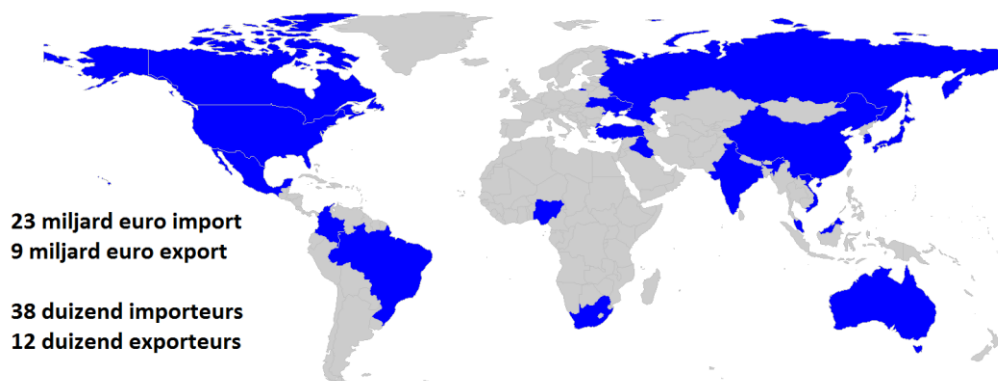 23 miljard euro import
9 miljard euro export
38 duizend importeurs
12 duizend exporteurs